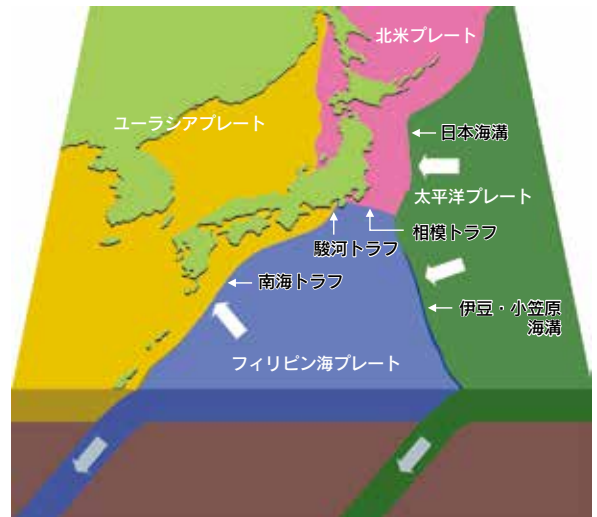 北米プレート
ユーラシアプレート
日本海溝
太平洋プレート
相模トラフ
駿河トラフ
南海トラフ
伊豆・小笠原
海溝
フィリピン海プレート